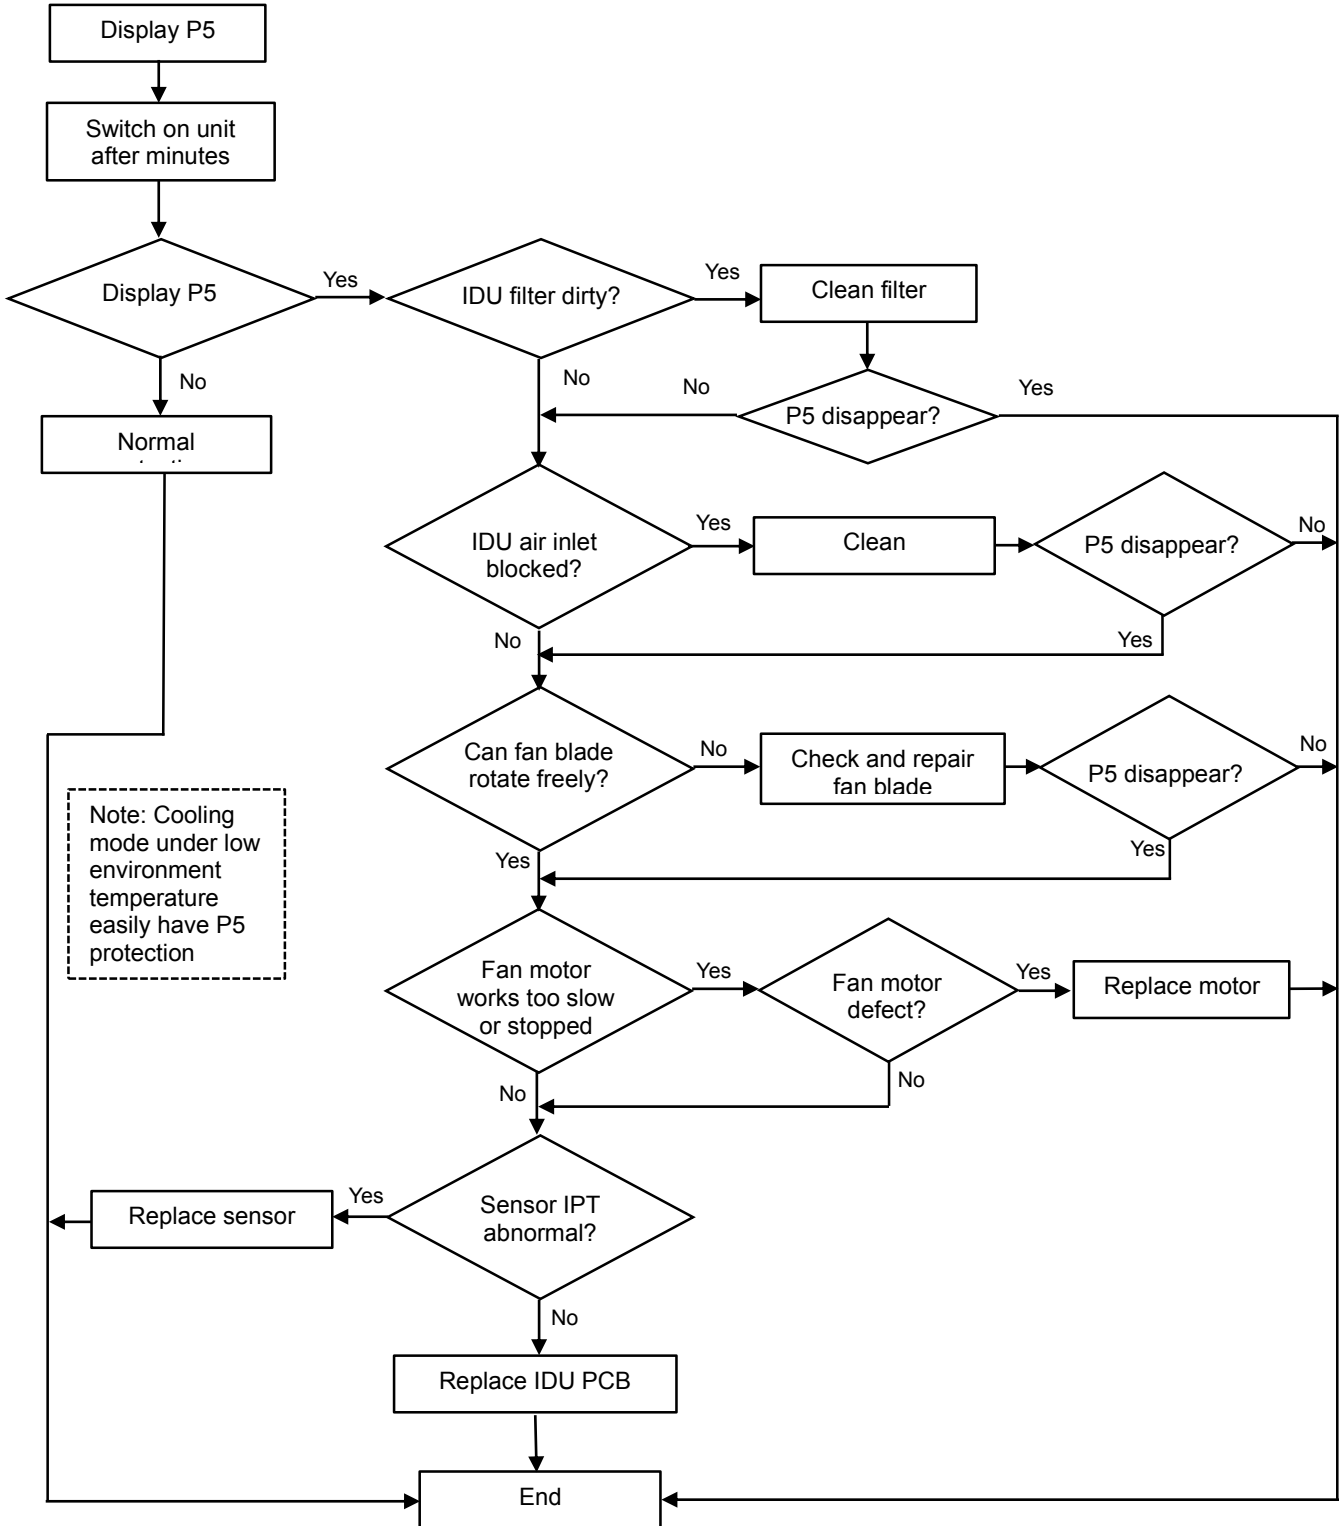 Display P5
Switch on unit
after minutes
Display P5
Yes
IDU filter dirty?
Yes
Clean filter
No
No
No
P5 disappear?
Yes
Normal
IDU air inlet
blocked?
Yes
Clean
P5 disappear?
No
No
Yes
Can fan blade
rotate freely?
No
Check and repair
fan blade
P5 disappear?
No
Yes
Yes
Note: Cooling
mode under low
environment
temperature
easily have P5
protection
Fan motor
works too slow
or stopped
Yes
Fan motor
defect?
Yes
Replace motor
No
No
Sensor IPT
abnormal?
Yes
Replace sensor
No
Replace IDU PCB
End